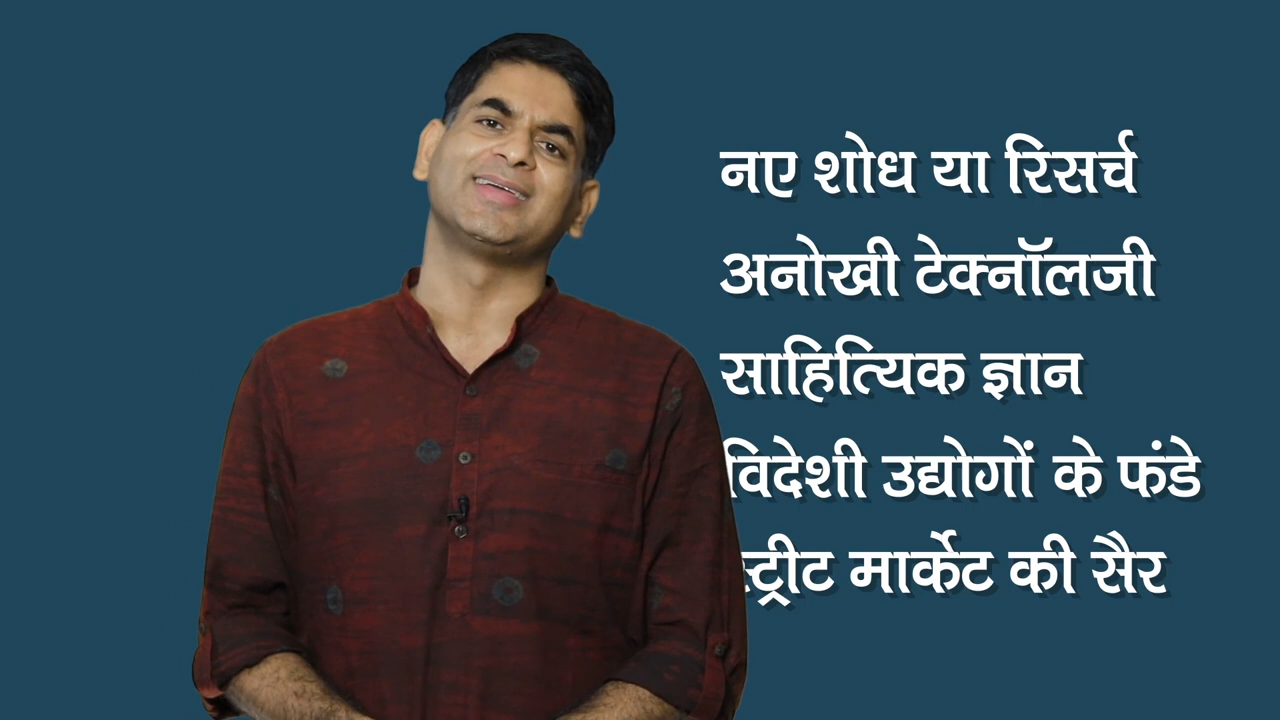 नए शोध या रिसर्च
अनोखी टेक्नॉलजी
साहित्यिक ज्ञान
विदेशी उद्योगों के फंडे
स्ट्रीट मार्केट की सैर